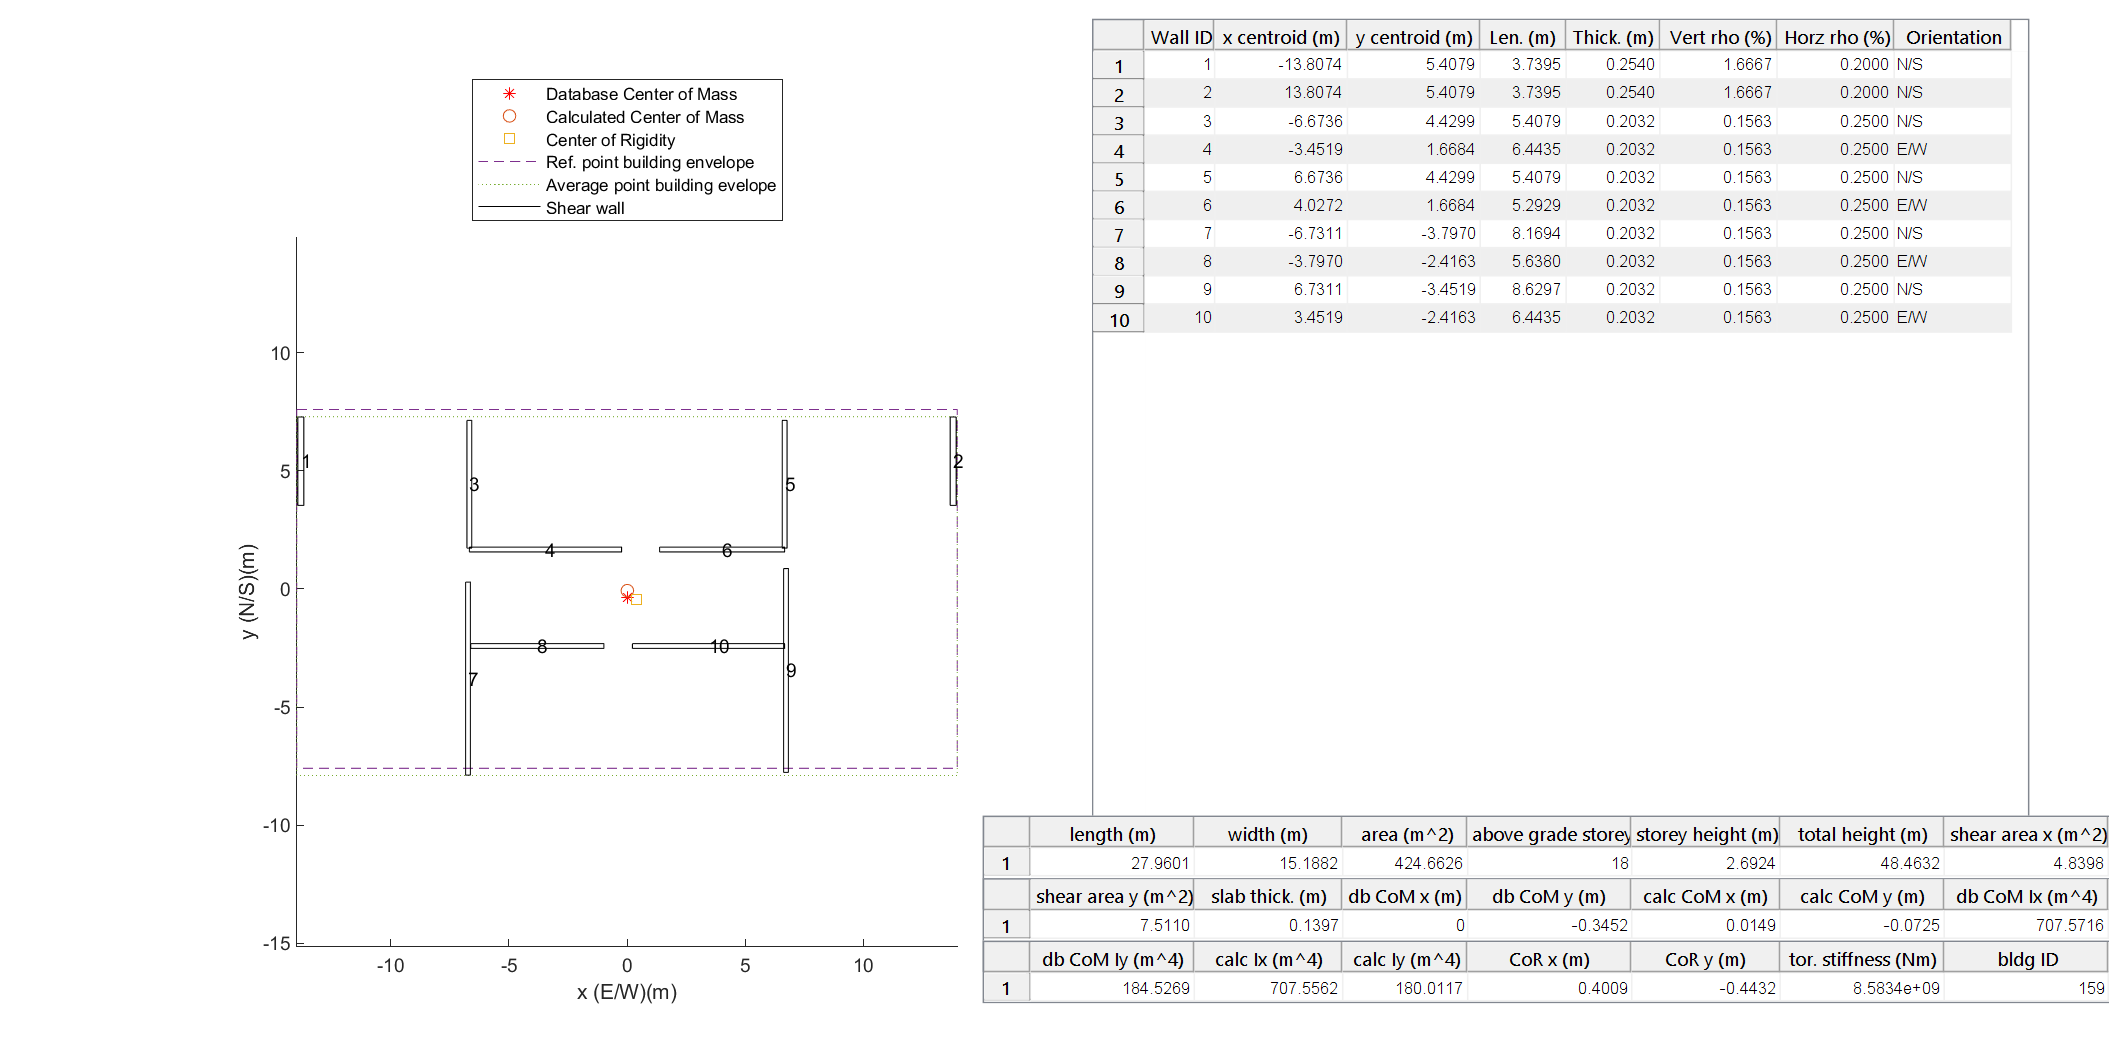 Database Center of Mass
Calculated Center of Mass
Center of Rigidity
Ref. point building envelope
Average point building evelope
Shear wall
y (N/S)(m)
10
5
0
-5
-10
-15
1
2
3
5
4
6
8
10
7
9
-10 -5 0 5 10
x (E/W)(m)
Wall ID x centroid (m) y centroid (m) Len. (m) Thick. (m) Vert rho (%) Horz rho (%) Orientation
1 1 -13.8074 5.4079 3.7395 0.2540 1.6667 0.2000 N/S
2 2 13.8074 5.4079 3.7395 0.2540 1.6667 0.2000 N/S
3 3 -6.6736 4.4299 5.4079 0.2032 0.1563 0.2500 N/S
4 4 -3.4519 1.6684 6.4435 0.2032 0.1563 0.2500 E/W
5 5 6.6736 4.4299 5.4079 0.2032 0.1563 0.2500 N/S
6 6 4.0272 1.6684 5.2929 0.2032 0.1563 0.2500 E/W
7 7 -6.7311 -3.7970 8.1694 0.2032 0.1563 0.2500 N/S
8 8 -3.7970 -2.4163 5.6380 0.2032 0.1563 0.2500 E/W
9 9 6.7311 -3.4519 8.6297 0.2032 0.1563 0.2500 N/S
10 10 3.4519 -2.4163 6.4435 0.2032 0.1563 0.2500 E/W
length (m) width (m) area (m^2) above grade storey storey height (m) total height (m) shear area x (m^2)
1 27.9601 15.1882 424.6626 18 2.6924 48.4632 4.8398
shear area y (m^2) slab thick. (m) db CoM x (m) db CoM y (m) calc CoM x (m) calc CoM y (m) db CoM Ix (m^4)
1 7.5110 0.1397 0 -0.3452 0.0149 -0.0725 707.5716
db CoM Iy (m^4) calc Ix (m^4) calc Iy (m^4) CoR x (m) CoR y (m) tor. stiffness (Nm) bldg ID
1 184.5269 707.5562 180.0117 0.4009 -0.4432 8.5834e+09 159